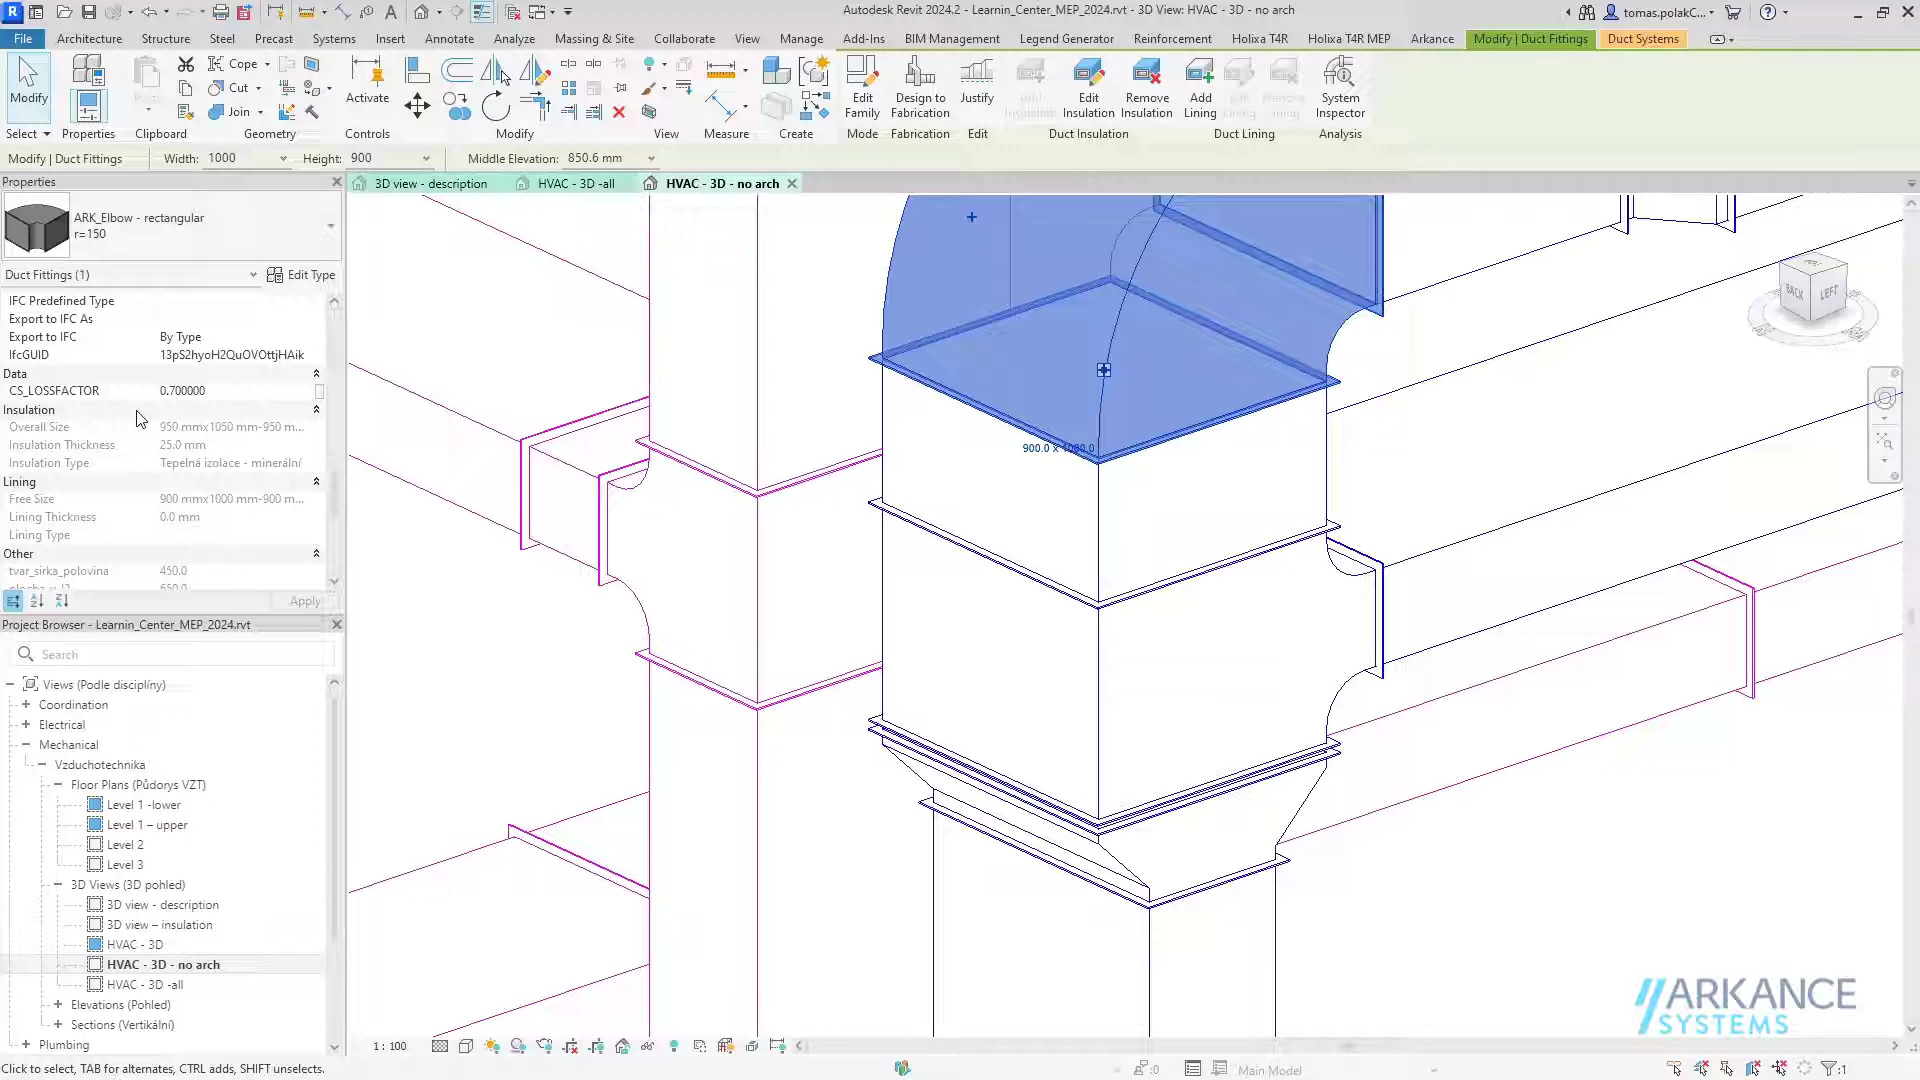 Autodesk Revit 2024.2 - Learnin_Center_MEP_2024.rvt - 3D View: HVAC - 3D - no arch
tomas.polakC...
File Architecture Structure Steel Precast Systems Insert Annotate Analyze Massing & Site Collaborate View Manage Add-Ins BIM Management Legend Generator Reinforcement Holixa T4R Holixa T4R MEP Arkance Modify | Duct Fittings Duct Systems
Modify
Properties
Cope
Cut
Join
Activate
Edit Family
Design to Fabrication
Justify
Edit Insulation
Remove Insulation
Add Lining
System Inspector
Select Properties Clipboard Geometry Controls Modify View Measure Create Mode Fabrication Edit Duct Insulation Duct Lining Analysis
Modify | Duct Fittings Width: 1000 Height: 900 Middle Elevation: 850.6 mm
Properties
3D view - description HVAC - 3D -all HVAC - 3D - no arch
ARK_Elbow - rectangular
r=150
Duct Fittings (1) Edit Type
IFC Predefined Type
Export to IFC As
Export to IFC By Type
IfcGUID 13pS2hyoH2QuOVOttjHAik
Data
CS_LOSSFACTOR 0.700000
Insulation
Overall Size 950 mmx1050 mm-950 m...
Insulation Thickness 25.0 mm
Insulation Type Tepelná izolace - minerální
Lining
Free Size 900 mmx1000 mm-900 m...
Lining Thickness 0.0 mm
Lining Type
Other
tvar_sirka_polovina 450.0
Apply
Project Browser - Learnin_Center_MEP_2024.rvt
Search
Views (Podle disciplíny)
Coordination
Electrical
Mechanical
Vzduchotechnika
Floor Plans (Půdorys VZT)
Level 1 -lower
Level 1 – upper
Level 2
Level 3
3D Views (3D pohled)
3D view - description
3D view – insulation
HVAC - 3D
HVAC - 3D - no arch
HVAC - 3D -all
Elevations (Pohled)
Sections (Vertikální)
Plumbing
BACK
LEFT
ARKANCE
SYSTEMS
1 : 100
Click to select, TAB for alternates, CTRL adds, SHIFT unselects.
:0
Main Model
:1